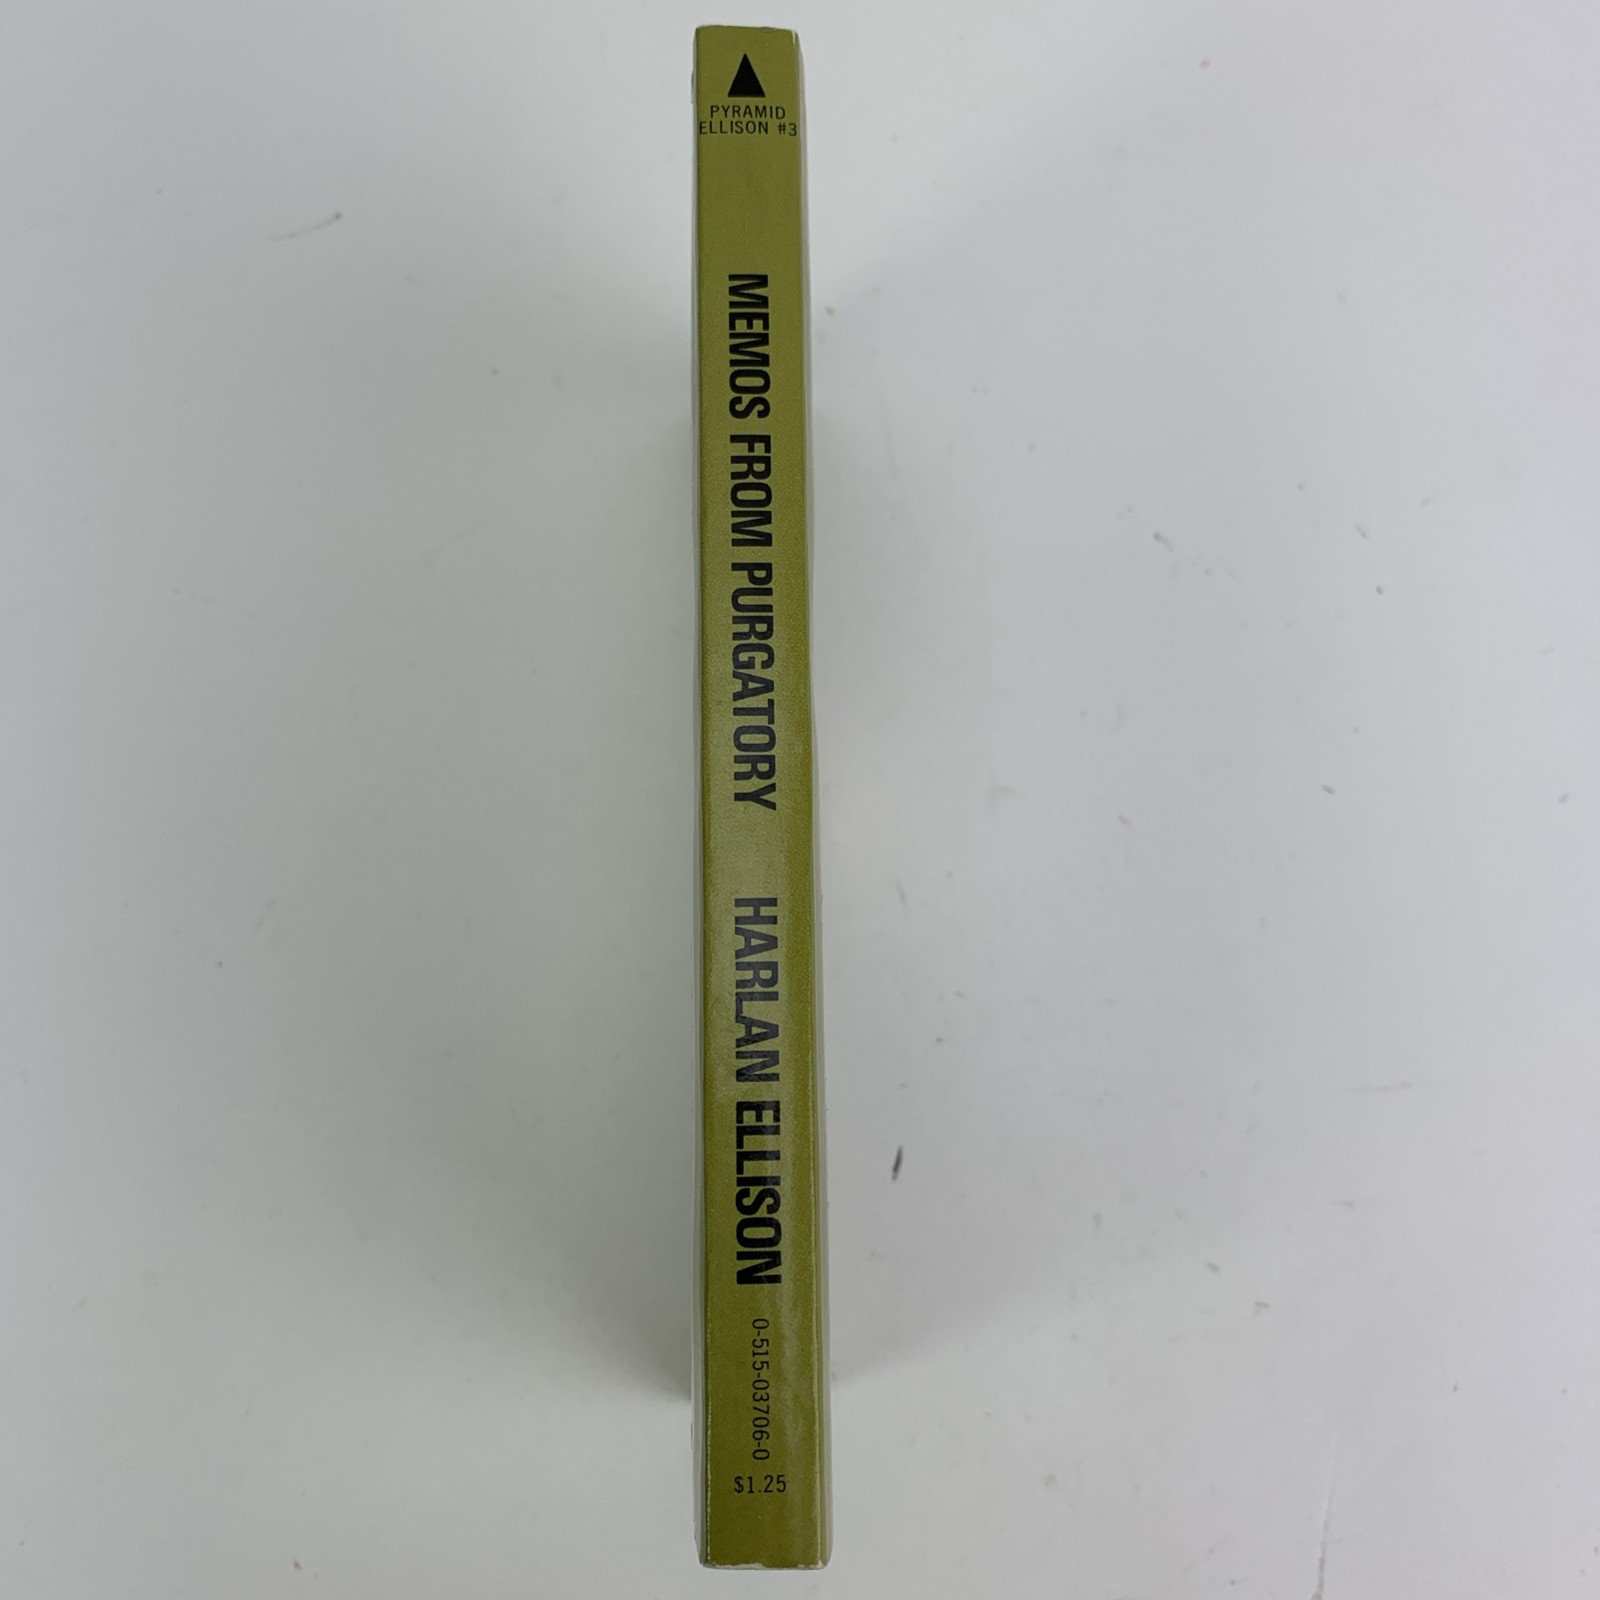 PYRAMID
ELLISON #3
MEMOS FROM PURGATORY HARLAN ELLISON
0-515-03706-0
$1.25